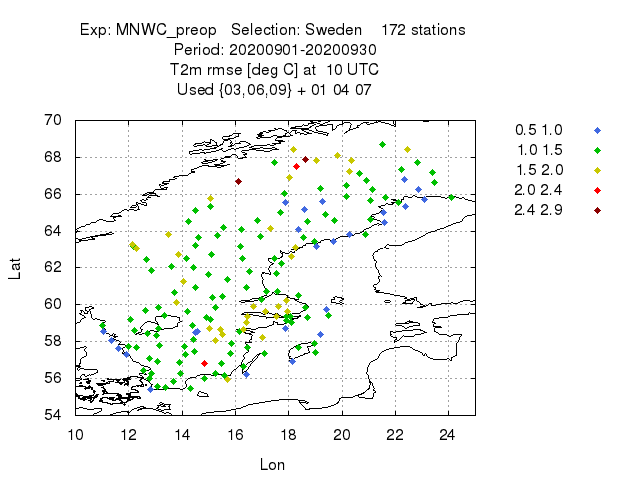 Exp: MNWC_preop Selection: Sweden 172 stations
Period: 20200901-20200930
T2m rmse [deg C] at 10 UTC
Used {03,06,09} + 01 04 07
70
68
66
64
62
60
58
56
54
Lat
10 12 14 16 18 20 22 24
Lon
0.5 1.0
1.0 1.5
1.5 2.0
2.0 2.4
2.4 2.9